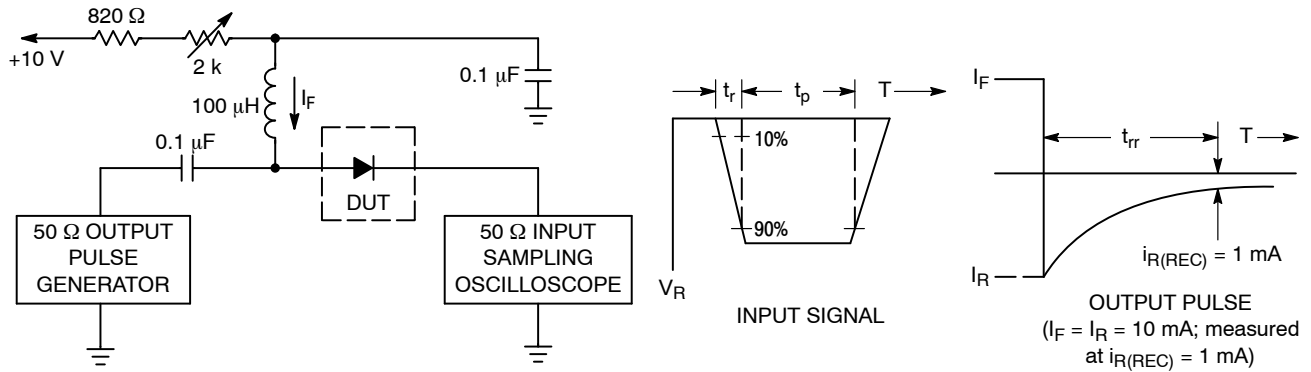 820 Ω
+10 V
2 k
100 μH
I_F
0.1 μF
0.1 μF
DUT
50 Ω OUTPUT
PULSE
GENERATOR
50 Ω INPUT
SAMPLING
OSCILLOSCOPE
t_r
t_p
T
10%
90%
V_R
INPUT SIGNAL
I_F
t_rr
T
i_R(REC) = 1 mA
I_R
OUTPUT PULSE
(I_F = I_R = 10 mA; measured
at i_R(REC) = 1 mA)